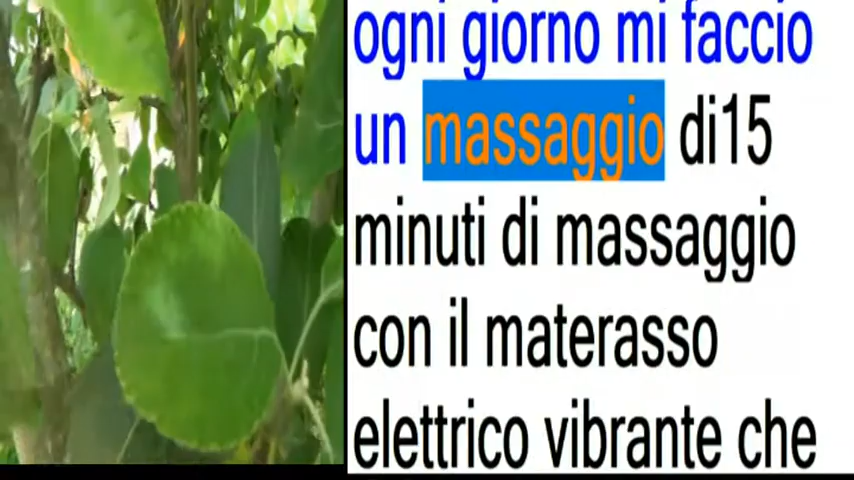 ogni giorno mi faccio
un massaggio di15
minuti di massaggio
con il materasso
elettrico vibrante che